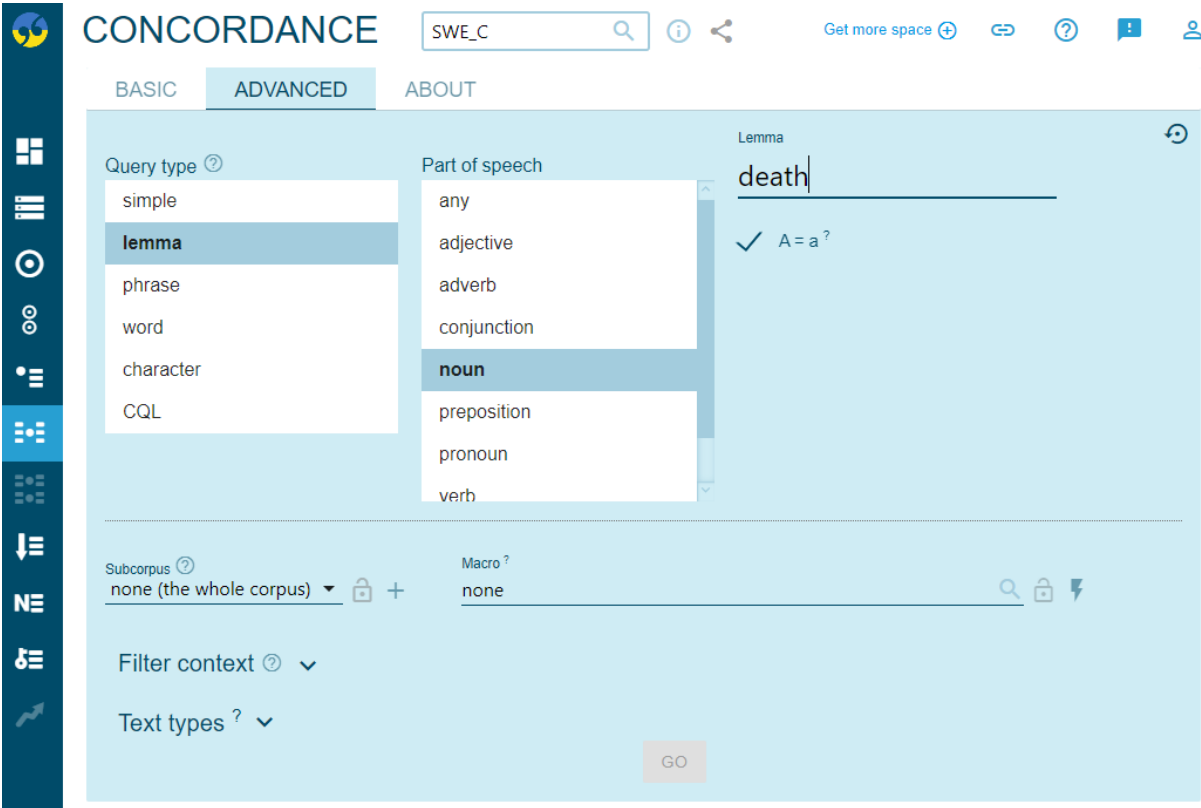 CONCORDANCE
SWE_C
Get more space
BASIC ADVANCED ABOUT
Query type ?
simple
lemma
phrase
word
character
CQL
Part of speech
any
adjective
adverb
conjunction
noun
preposition
pronoun
verb
Lemma
death
A = a ?
Subcorpus ?
none (the whole corpus)
Macro ?
none
Filter context ?
Text types ?
GO